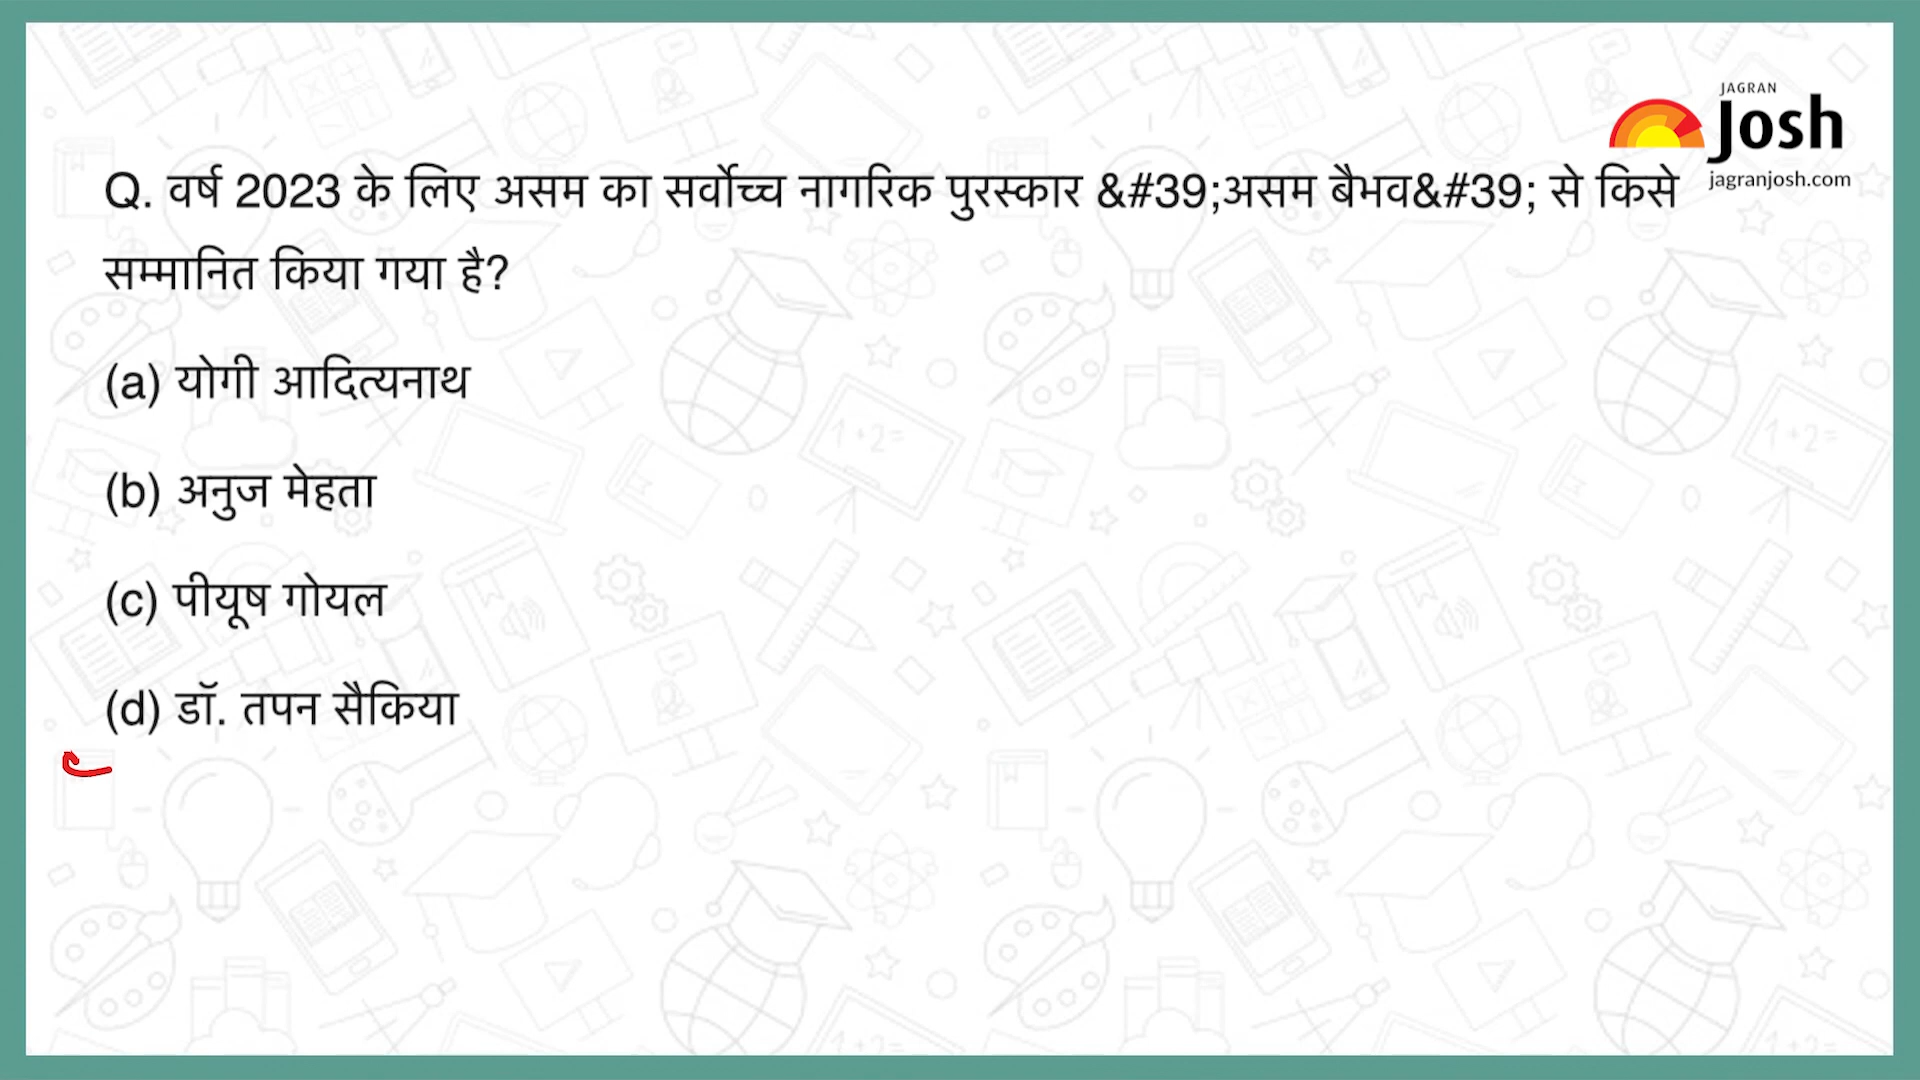 JAGRAN
Josh
jagranjosh.com
Q. वर्ष 2023 के लिए असम का सर्वोच्च नागरिक पुरस्कार &#39;असम बैभव&#39; से किसे
सम्मानित किया गया है?
(a) योगी आदित्यनाथ
(b) अनुज मेहता
(c) पीयूष गोयल
(d) डॉ. तपन सैकिया